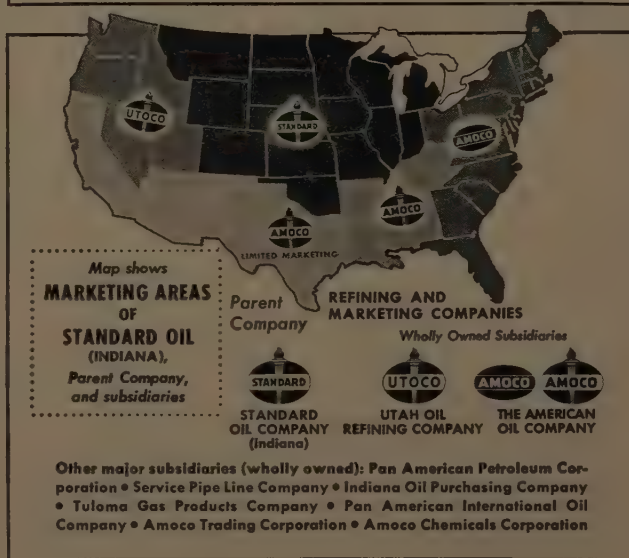 UTOCO
STANDARD
AMOCO
AMOCO
AMOCO
LIMITED MARKETING
Map shows
MARKETING AREAS
OF
STANDARD OIL
(INDIANA),
Parent Company,
and subsidiaries
Parent
Company
REFINING AND
MARKETING COMPANIES
Wholly Owned Subsidiaries
STANDARD
UTOCO
AMOCO
AMOCO
STANDARD
OIL COMPANY
(Indiana)
UTAH OIL
REFINING COMPANY
THE AMERICAN
OIL COMPANY
Other major subsidiaries (wholly owned): Pan American Petroleum Cor-
poration • Service Pipe Line Company • Indiana Oil Purchasing Company
• Tuloma Gas Products Company • Pan American International Oil
Company • Amoco Trading Corporation • Amoco Chemicals Corporation